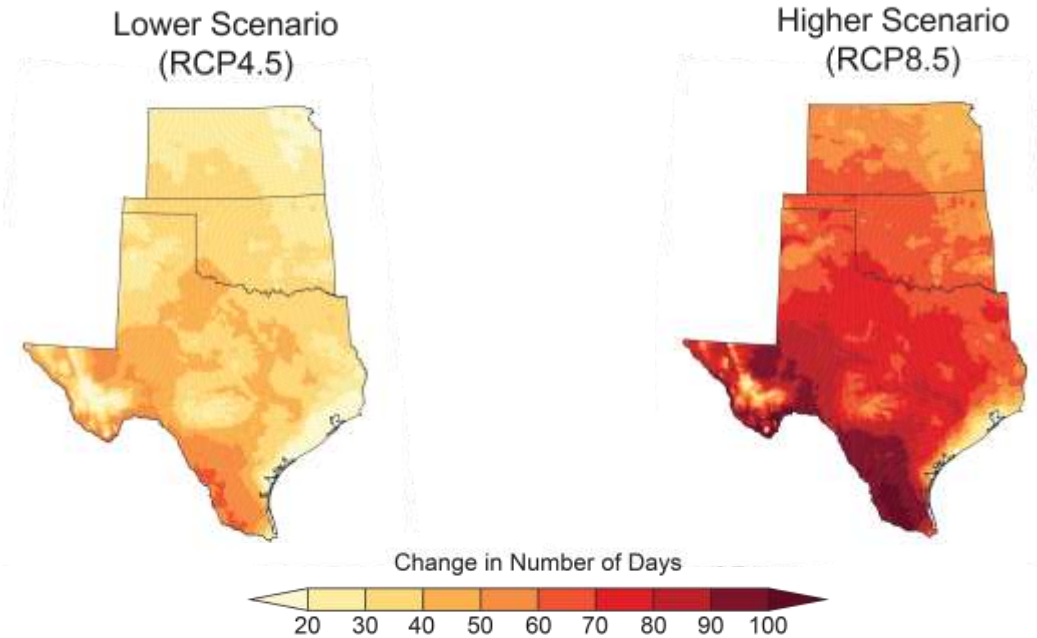 Lower Scenario
(RCP4.5)
Higher Scenario
(RCP8.5)
Change in Number of Days
20 30 40 50 60 70 80 90 100